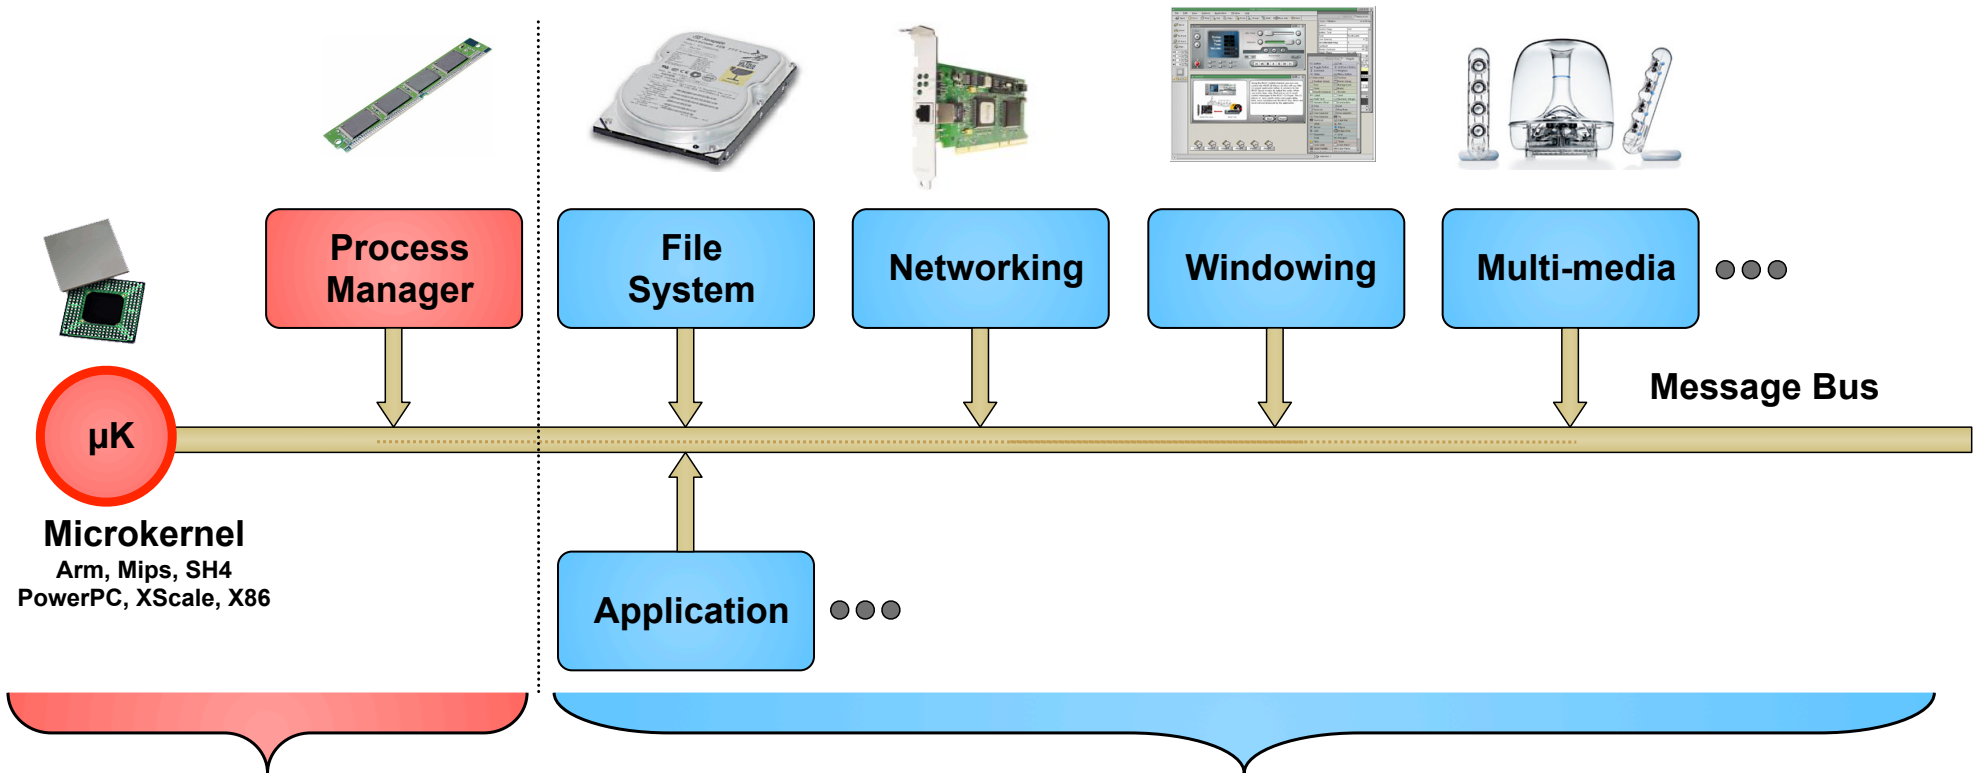 Process
Manager
File
System
Networking
Windowing
Multi-media
Message Bus
µK
Microkernel
Arm, Mips, SH4
PowerPC, XScale, X86
Application